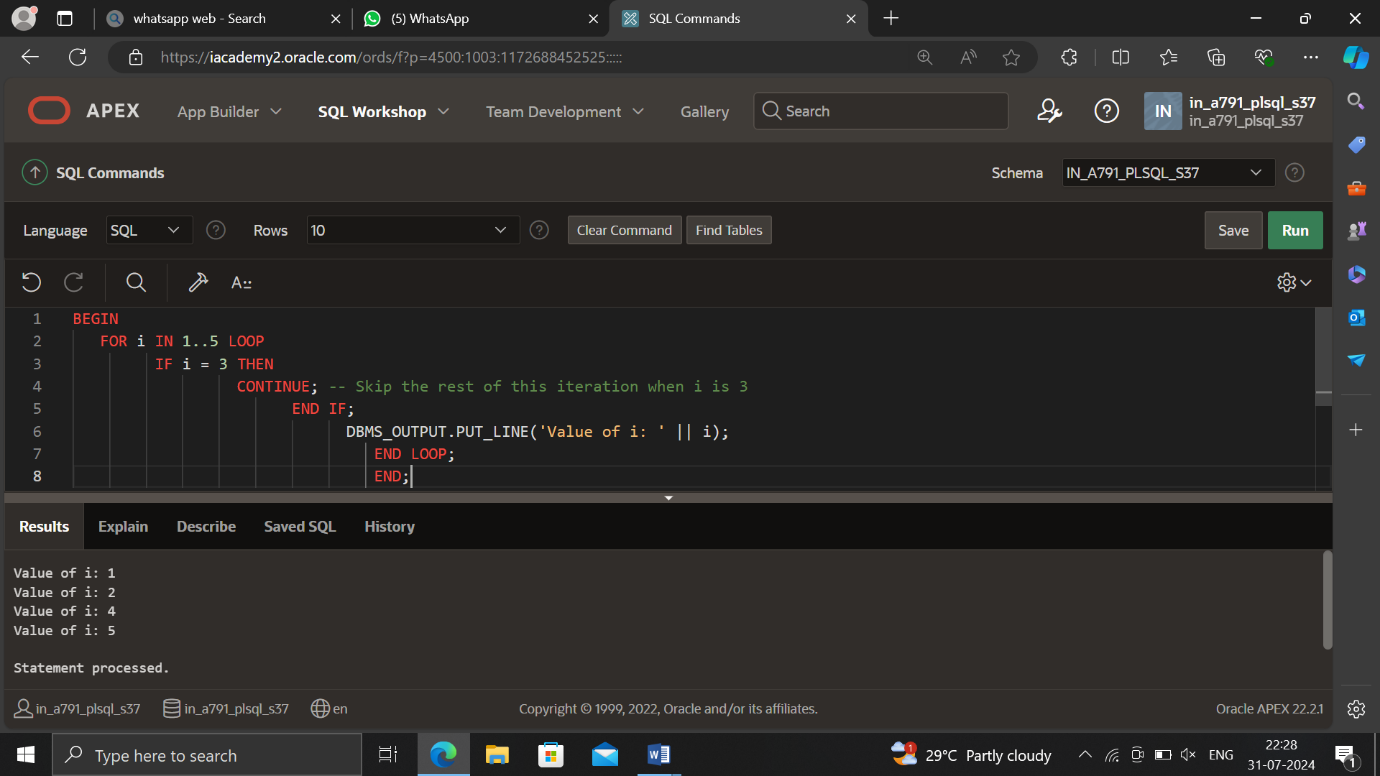 whatsapp web - Search
(5) WhatsApp
SQL Commands
https://iacademy2.oracle.com/ords/f?p=4500:1003:1172688452525:::::
APEX App Builder SQL Workshop Team Development Gallery Search IN in_a791_plsql_s37
in_a791_plsql_s37
SQL Commands Schema IN_A791_PLSQL_S37
Language SQL Rows 10 Clear Command Find Tables Save Run
A::
1 BEGIN
2 FOR i IN 1..5 LOOP
3 IF i = 3 THEN
4 CONTINUE; -- Skip the rest of this iteration when i is 3
5 END IF;
6 DBMS_OUTPUT.PUT_LINE('Value of i: ' || i);
7 END LOOP;
8 END;
Results Explain Describe Saved SQL History
Value of i: 1
Value of i: 2
Value of i: 4
Value of i: 5
Statement processed.
in_a791_plsql_s37 in_a791_plsql_s37 en Copyright © 1999, 2022, Oracle and/or its affiliates. Oracle APEX 22.2.1
Type here to search 1 29°C Partly cloudy ENG 22:28
31-07-2024 1